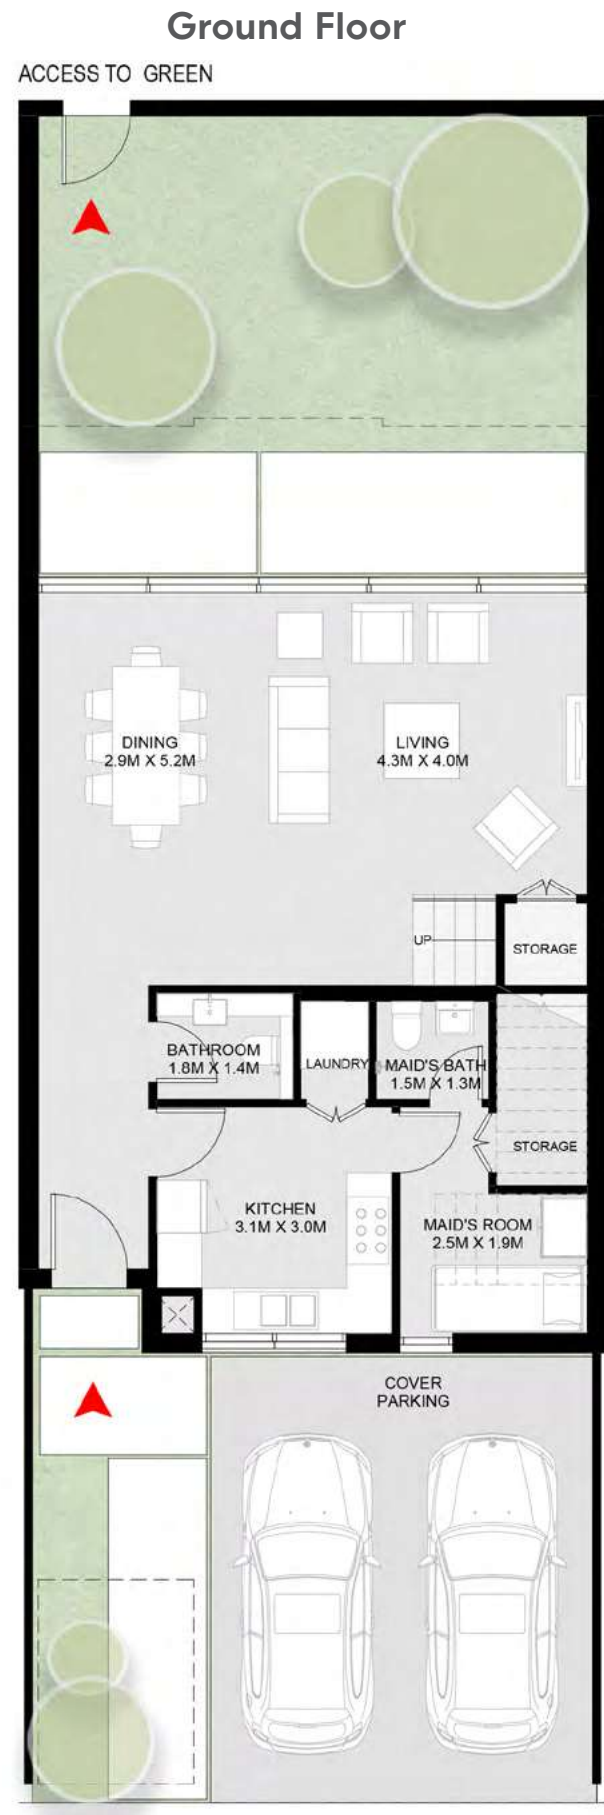 Ground Floor
ACCESS TO GREEN
DINING
2.9M X 5.2M
LIVING
4.3M X 4.0M
UP
STORAGE
BATHROOM
1.8M X 1.4M
LAUNDRY
MAID'S BATH
1.5M X 1.3M
STORAGE
KITCHEN
3.1M X 3.0M
MAID'S ROOM
2.5M X 1.9M
COVER
PARKING